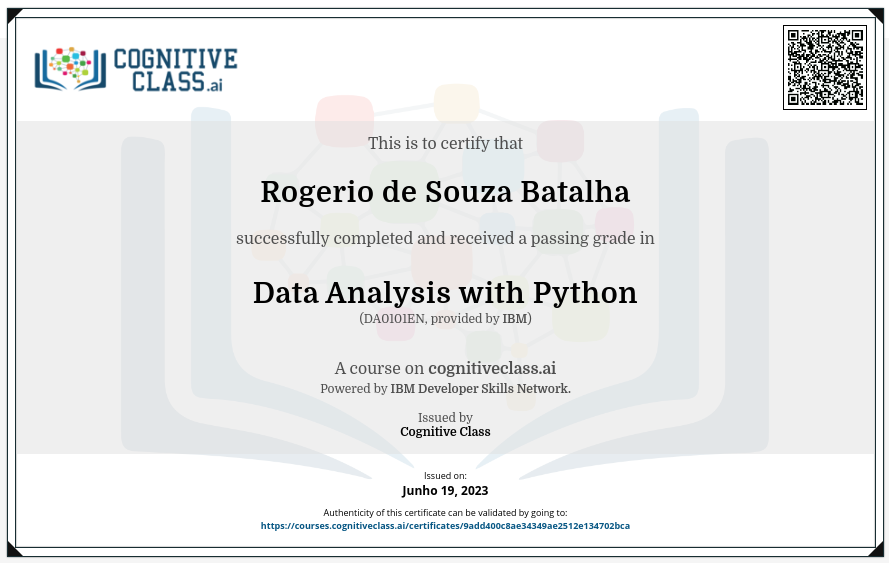 COGNITIVE
CLASS.ai
This is to certify that
Rogerio de Souza Batalha
successfully completed and received a passing grade in
Data Analysis with Python
(DA0101EN, provided by IBM)
A course on cognitiveclass.ai
Powered by IBM Developer Skills Network.
Issued by
Cognitive Class
Issued on:
Junho 19, 2023
Authenticity of this certificate can be validated by going to:
https://courses.cognitiveclass.ai/certificates/9add400c8ae34349ae2512e134702bca